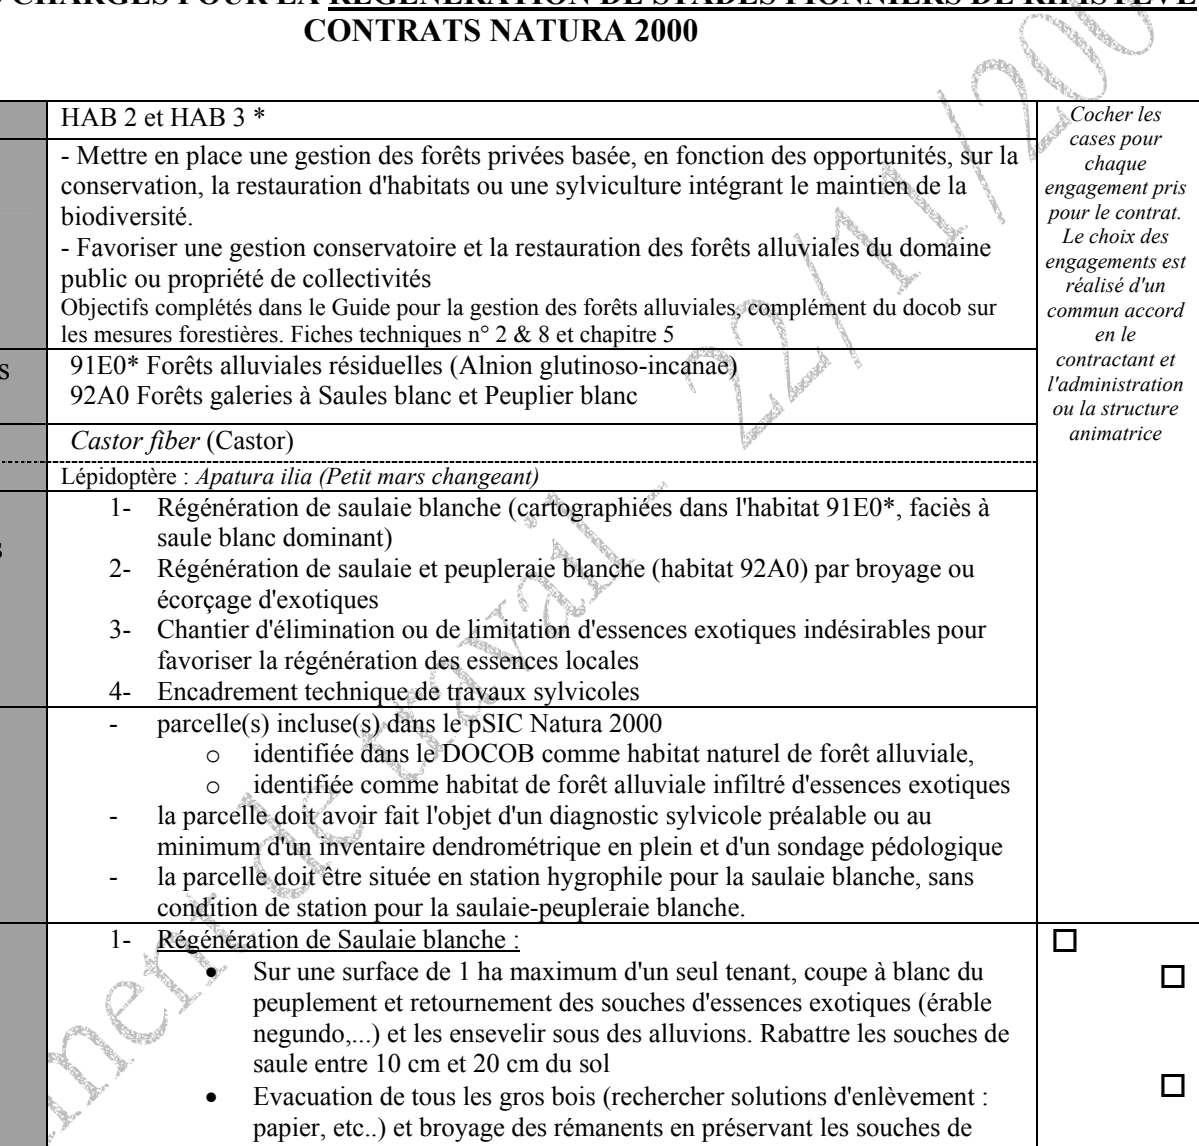 CHARGES POUR LA REGENERATION DE STADES PIONNIERS DE RIPISYLVE
CONTRATS NATURA 2000
HAB 2 et HAB 3 *
- Mettre en place une gestion des forêts privées basée, en fonction des opportunités, sur la
conservation, la restauration d'habitats ou une sylviculture intégrant le maintien de la
biodiversité.
- Favoriser une gestion conservatoire et la restauration des forêts alluviales du domaine
public ou propriété de collectivités
Objectifs complétés dans le Guide pour la gestion des forêts alluviales, complément du docob sur
les mesures forestières. Fiches techniques n° 2 & 8 et chapitre 5
Cocher les
cases pour
chaque
engagement pris
pour le contrat.
Le choix des
engagements est
réalisé d'un
commun accord
en le
contractant et
l'administration
ou la structure
animatrice
s
91E0* Forêts alluviales résiduelles (Alnion glutinoso-incanae)
92A0 Forêts galeries à Saules blanc et Peuplier blanc
Castor fiber (Castor)
Lépidoptère : Apatura ilia (Petit mars changeant)
s
1- Régénération de saulaie blanche (cartographiées dans l'habitat 91E0*, faciès à
saule blanc dominant)
2- Régénération de saulaie et peupleraie blanche (habitat 92A0) par broyage ou
écorçage d'exotiques
3- Chantier d'élimination ou de limitation d'essences exotiques indésirables pour
favoriser la régénération des essences locales
4- Encadrement technique de travaux sylvicoles
- parcelle(s) incluse(s) dans le pSIC Natura 2000
o identifiée dans le DOCOB comme habitat naturel de forêt alluviale,
o identifiée comme habitat de forêt alluviale infiltré d'essences exotiques
- la parcelle doit avoir fait l'objet d'un diagnostic sylvicole préalable ou au
minimum d'un inventaire dendrométrique en plein et d'un sondage pédologique
- la parcelle doit être située en station hygrophile pour la saulaie blanche, sans
condition de station pour la saulaie-peupleraie blanche.
1- Régénération de Saulaie blanche :
• Sur une surface de 1 ha maximum d'un seul tenant, coupe à blanc du
peuplement et retournement des souches d'essences exotiques (érable
negundo,...) et les ensevelir sous des alluvions. Rabattre les souches de
saule entre 10 cm et 20 cm du sol
• Evacuation de tous les gros bois (rechercher solutions d'enlèvement :
papier, etc..) et broyage des rémanents en préservant les souches de
ment de travail - 22/11/200